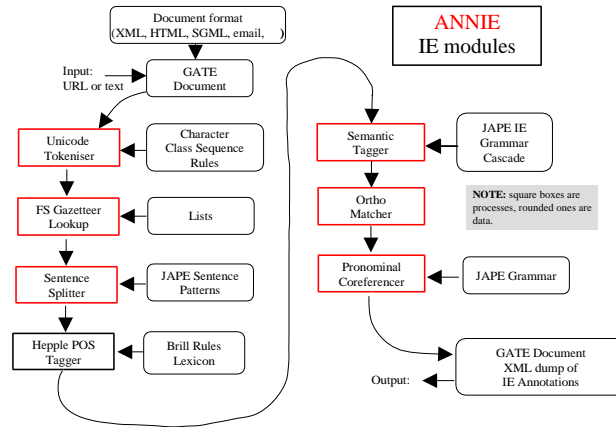 Document format
(XML, HTML, SGML, email, )
Input:
URL or text
GATE
Document
Unicode
Tokeniser
Character
Class Sequence
Rules
FS Gazetteer
Lookup
Lists
Sentence
Splitter
JAPE Sentence
Patterns
Hepple POS
Tagger
Brill Rules
Lexicon
ANNIE
IE modules
Semantic
Tagger
JAPE IE
Grammar
Cascade
NOTE: square boxes are
processes, rounded ones are
data.
Ortho
Matcher
Pronominal
Coreferencer
JAPE Grammar
GATE Document
XML dump of
IE Annotations
Output: